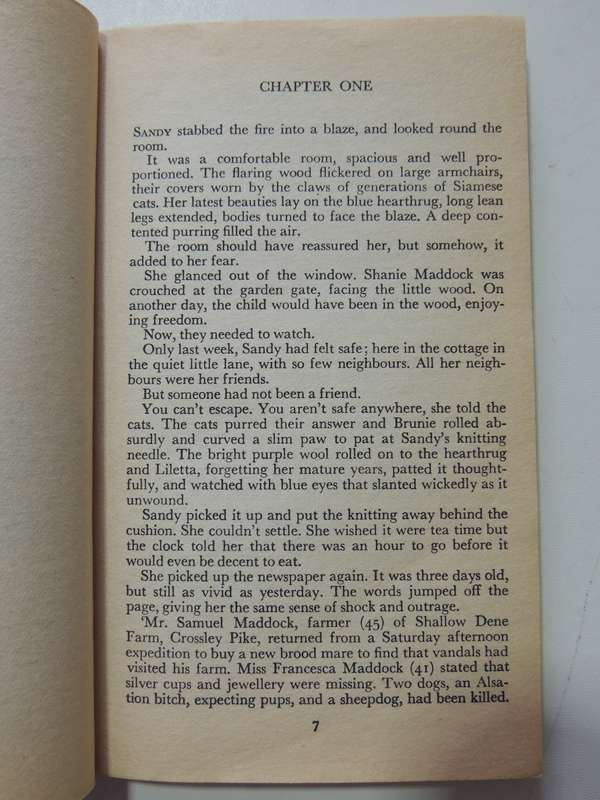 CHAPTER ONE
SANDY stabbed the fire into a blaze, and looked round the
room.
It was a comfortable room, spacious and well pro-
portioned. The flaring wood flickered on large armchairs,
their covers worn by the claws of generations of Siamese
cats. Her latest beauties lay on the blue hearthrug, long lean
legs extended, bodies turned to face the blaze. A deep con-
tented purring filled the air.
The room should have reassured her, but somehow, it
added to her fear.
She glanced out of the window. Shanie Maddock was
crouched at the garden gate, facing the little wood. On
another day, the child would have been in the wood, enjoy-
ing freedom.
Now, they needed to watch.
Only last week, Sandy had felt safe; here in the cottage in
the quiet little lane, with so few neighbours. All her neigh-
bours were her friends.
But someone had not been a friend.
You can't escape. You aren't safe anywhere, she told the
cats. The cats purred their answer and Brunie rolled ab-
surdly and curved a slim paw to pat at Sandy's knitting
needle. The bright purple wool rolled on to the hearthrug
and Liletta, forgetting her mature years, patted it thought-
fully, and watched with blue eyes that slanted wickedly as it
unwound.
Sandy picked it up and put the knitting away behind the
cushion. She couldn't settle. She wished it were tea time but
the clock told her that there was an hour to go before it
would even be decent to eat.
She picked up the newspaper again. It was three days old,
but still as vivid as yesterday. The words jumped off the
page, giving her the same sense of shock and outrage.
'Mr. Samuel Maddock, farmer (45) of Shallow Dene
Farm, Crossley Pike, returned from a Saturday afternoon
expedition to buy a new brood mare to find that vandals had
visited his farm. Miss Francesca Maddock (41) stated that
silver cups and jewellery were missing. Two dogs, an Alsa-
tion bitch, expecting pups, and a sheepdog, had been killed.
7